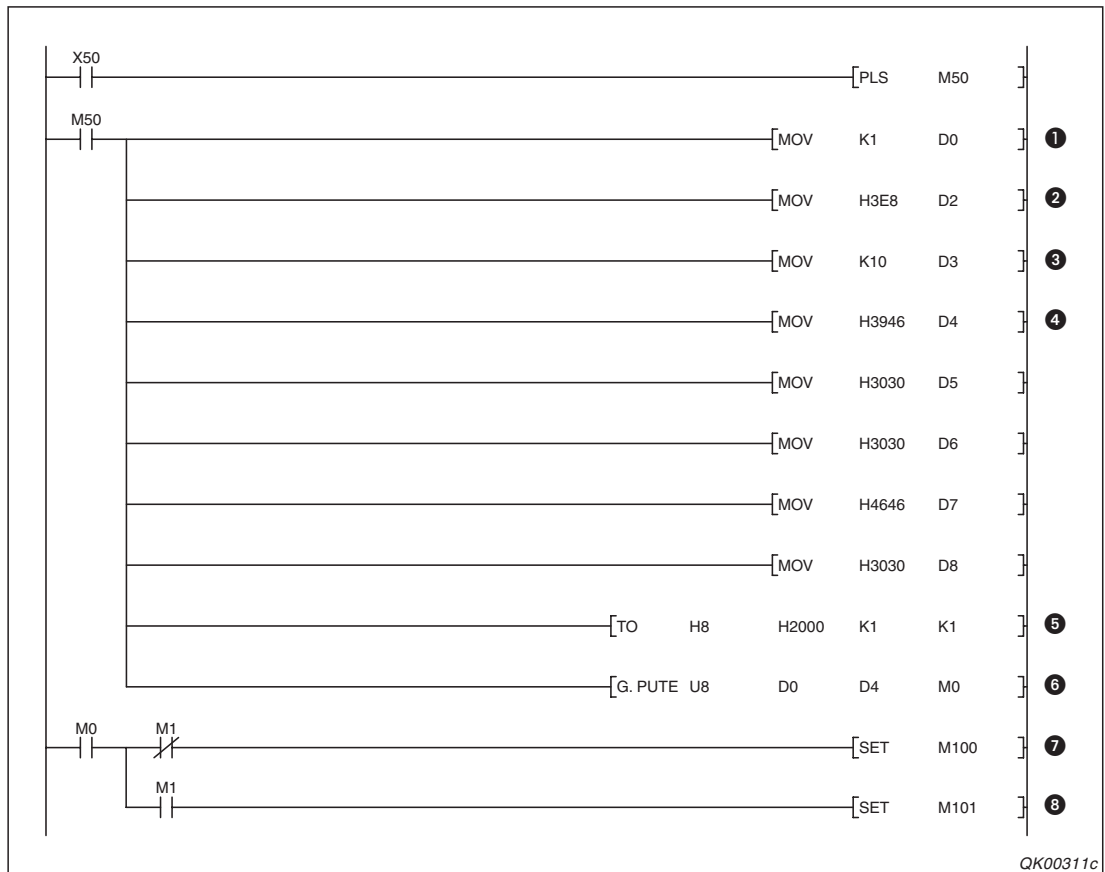 X50
[PLS M50 ]
M50
[MOV K1 D0 ] ❶
[MOV H3E8 D2 ] ❷
[MOV K10 D3 ] ❸
[MOV H3946 D4 ] ❹
[MOV H3030 D5 ]
[MOV H3030 D6 ]
[MOV H4646 D7 ]
[MOV H3030 D8 ]
[TO H8 H2000 K1 K1 ] ❺
[G. PUTE U8 D0 D4 M0 ] ❻
M0 M1
[SET M100 ] ❼
M1
[SET M101 ] ❽
QK00311c